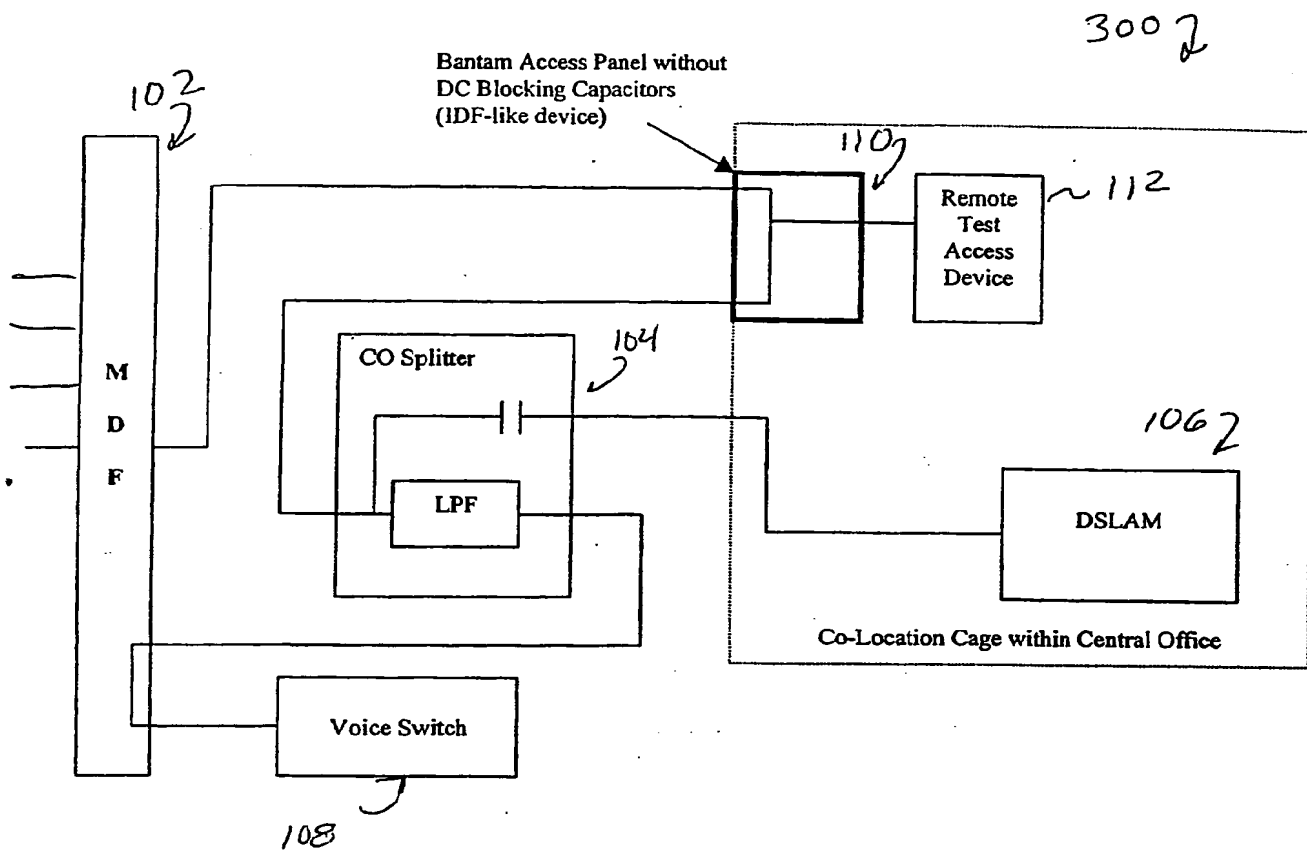 300
Bantam Access Panel without
DC Blocking Capacitors
(IDF-like device)
102
110
Remote
Test
Access
Device
112
CO Splitter
104
M
D
F
LPF
106
DSLAM
Co-Location Cage within Central Office
Voice Switch
108